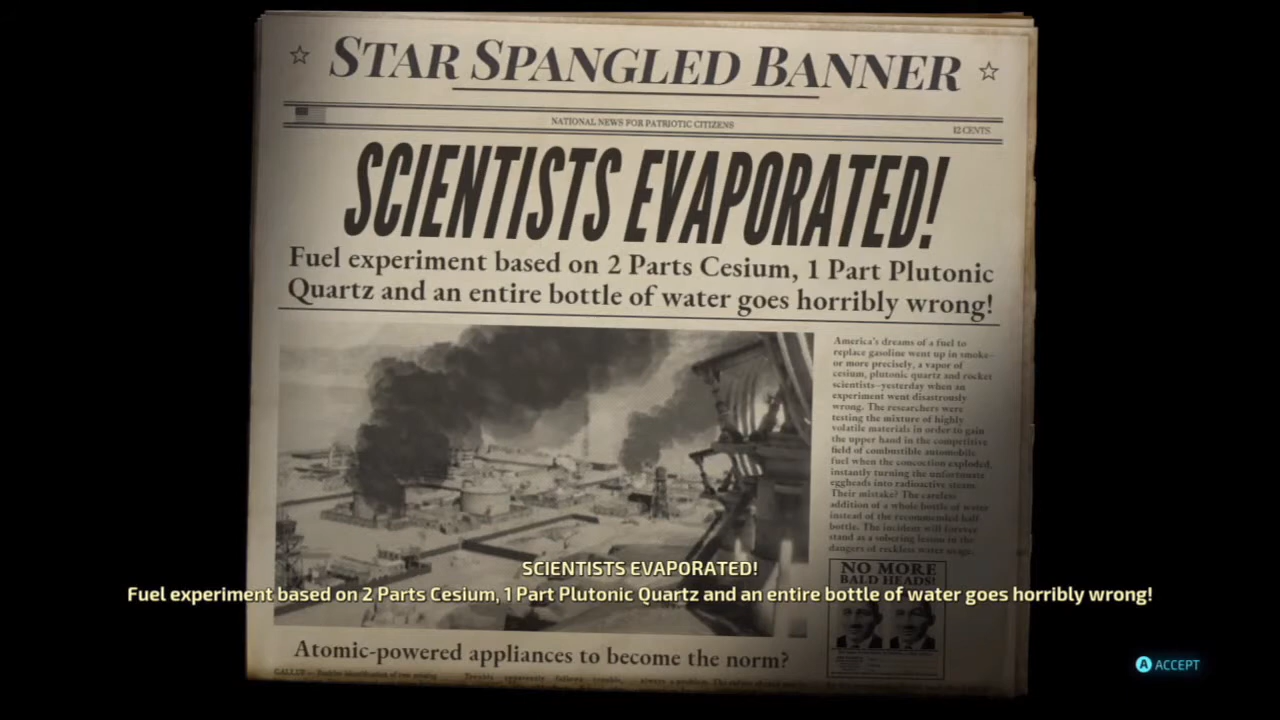 STAR SPANGLED BANNER
NATIONAL NEWS FOR PATRIOTIC CITIZENS
12 CENTS
SCIENTISTS EVAPORATED!
Fuel experiment based on 2 Parts Cesium, 1 Part Plutonic
Quartz and an entire bottle of water goes horribly wrong!
America's dreams of a fuel to
replace gasoline went up in smoke–
or more precisely, a vapor of
cesium, plutonic quartz and rocket
scientists–yesterday when an
experiment went disastrously
wrong. The researchers were
testing the mixture of highly
volatile materials in order to gain
the upper hand in the competitive
field of combustible automobile
fuel when the concoction exploded,
instantly turning the unfortunate
eggheads into radioactive steam.
Their mistake? The careless
addition of a whole bottle of water
instead of the recommended half
bottle. The incident will forever
stand as a sobering lesson in the
dangers of reckless water usage.
NO MORE
BALD HEADS!
SCIENTISTS EVAPORATED!
Fuel experiment based on 2 Parts Cesium, 1 Part Plutonic Quartz and an entire bottle of water goes horribly wrong!
Atomic-powered appliances to become the norm?
A ACCEPT